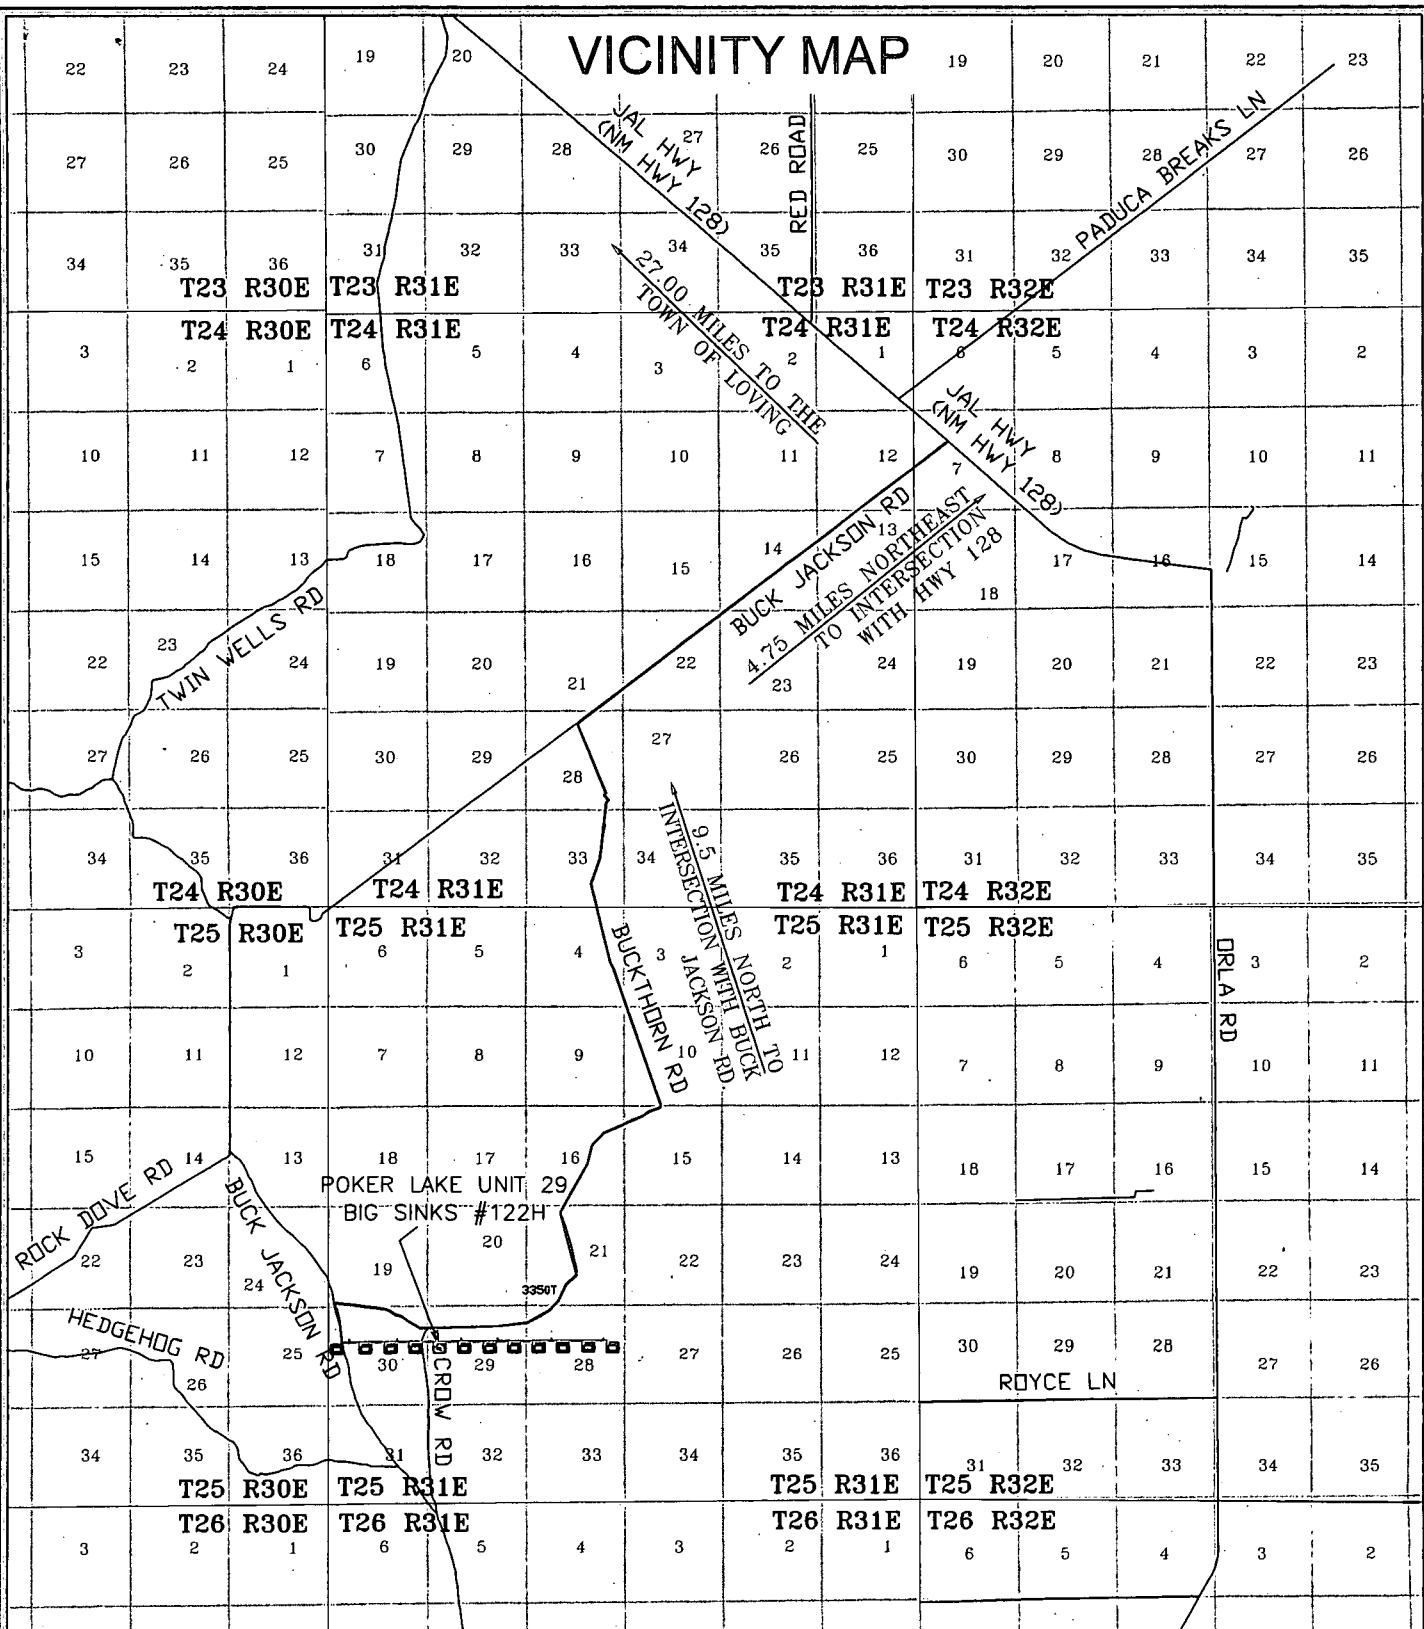 VICINITY MAP
22 23 24 19 20 19 20 21 22 23
JAL HWY
(NM HWY 128)
RED ROAD
PADUCA BREAKS LN
27 26 25 30 29 28 27 26 25 30 29 28 27 26
34 35 36 31 32 33 34 35 36 31 32 33 34 35
T23 R30E T23 R31E T23 R31E T23 R32E
T24 R30E T24 R31E T24 R31E T24 R32E
27.00 MILES TO THE
TOWN OF LOVING
3 2 1 6 5 4 3 2 1 6 5 4 3 2
JAL HWY
(NM HWY 128)
10 11 12 7 8 9 10 11 12 7 8 9 10 11
BUCK JACKSON RD
4.75 MILES NORTHEAST
TO INTERSECTION
WITH HWY 128
15 14 13 18 17 16 15 14 13 18 17 16 15 14
TWIN WELLS RD
22 23 24 19 20 21 22 23 24 19 20 21 22 23
27 26 25 30 29 28 27 26 25 30 29 28 27 26
9.5 MILES NORTH TO
INTERSECTION WITH BUCK
JACKSON RD.
34 35 36 31 32 33 34 35 36 31 32 33 34 35
T24 R30E T24 R31E T24 R31E T24 R32E
T25 R30E T25 R31E T25 R31E T25 R32E
BUCKTHORN RD
ORLA RD
3 2 1 6 5 4 3 2 1 6 5 4 3 2
10 11 12 7 8 9 10 11 12 7 8 9 10 11
15 14 13 18 17 16 15 14 13 18 17 16 15 14
ROCK DOVE RD
BUCK JACKSON RD
POKER LAKE UNIT 29
BIG SINKS #122H
22 23 24 19 20 21 22 23 24 19 20 21 22 23
3350T
HEDGEHOG RD
27 26 25 30 29 28 27 26 25 30 29 28 27 26
CROW RD
ROYCE LN
34 35 36 31 32 33 34 35 36 31 32 33 34 35
T25 R30E T25 R31E T25 R31E T25 R32E
T26 R30E T26 R31E T26 R31E T26 R32E
3 2 1 6 5 4 3 2 1 6 5 4 3 2